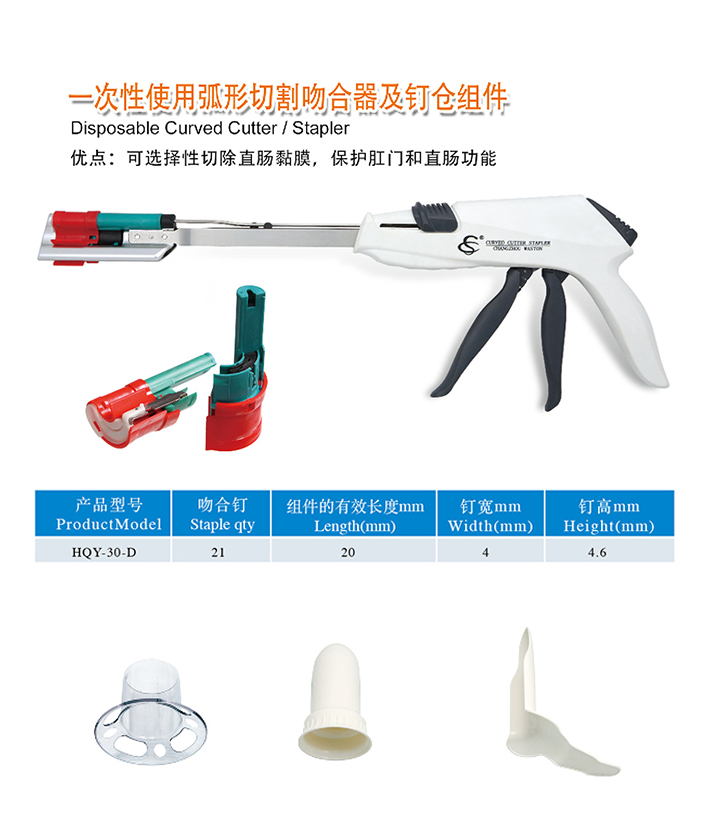 一次性使用弧形切割吻合器及钉仓组件
Disposable Curved Cutter / Stapler
优点：可选择性切除直肠黏膜，保护肛门和直肠功能
®
CURVED CUTTER STAPLER
CHANGZHOU WASTON
产品型号 吻合钉 组件的有效长度mm 钉宽mm 钉高mm
ProductModel Staple qty Length(mm) Width(mm) Height(mm)
HQY-30-D 21 20 4 4.6